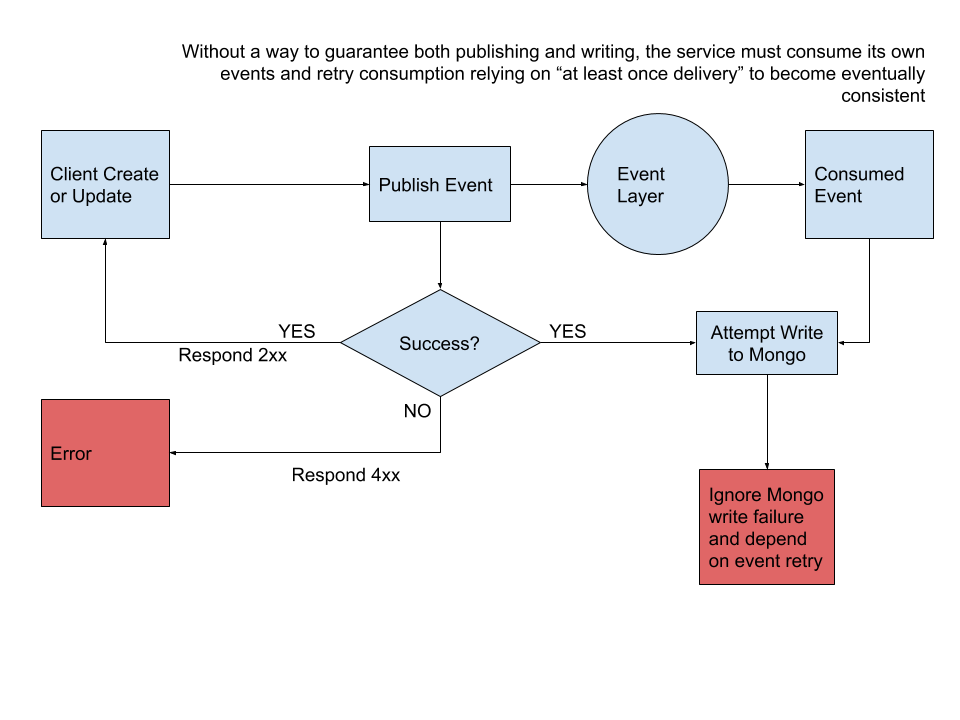 Without a way to guarantee both publishing and writing, the service must consume its own
events and retry consumption relying on “at least once delivery” to become eventually
consistent
Client Create
or Update
Publish Event
Event
Layer
Consumed
Event
YES
Respond 2xx
Success?
YES
Attempt Write
to Mongo
NO
Error
Respond 4xx
Ignore Mongo
write failure
and depend
on event retry